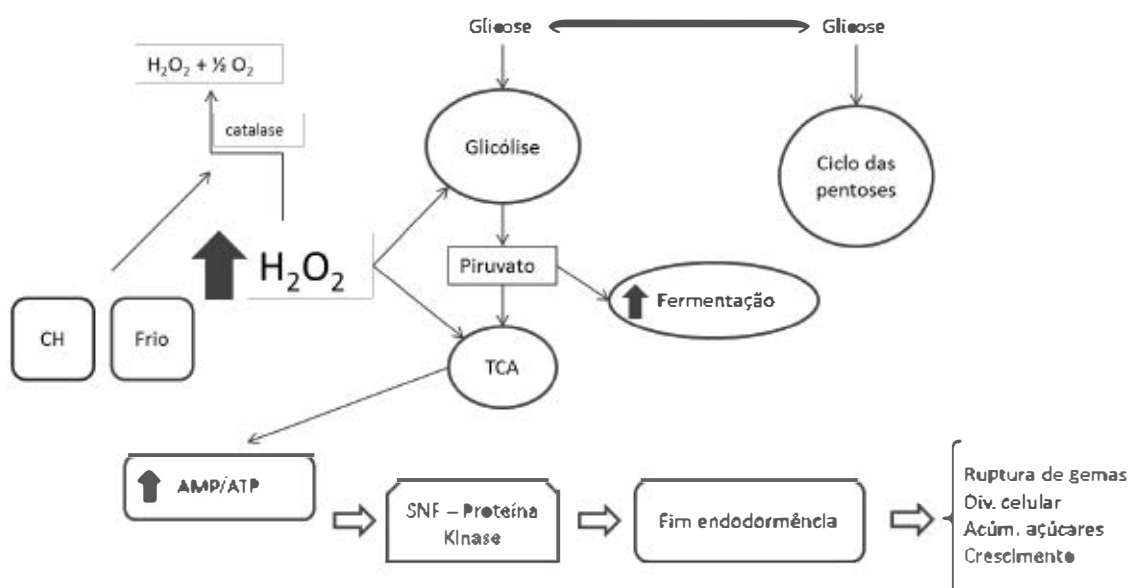 Glicose
Glicose
H₂O₂ + ½ O₂
catalase
Glicólise
Ciclo das
pentoses
H₂O₂
Piruvato
Fermentação
CH
Frio
TCA
AMP/ATP
SNF – Proteína
Kinase
Fim endodormência
Ruptura de gemas
Div. celular
Acúm. açúcares
Crescimento